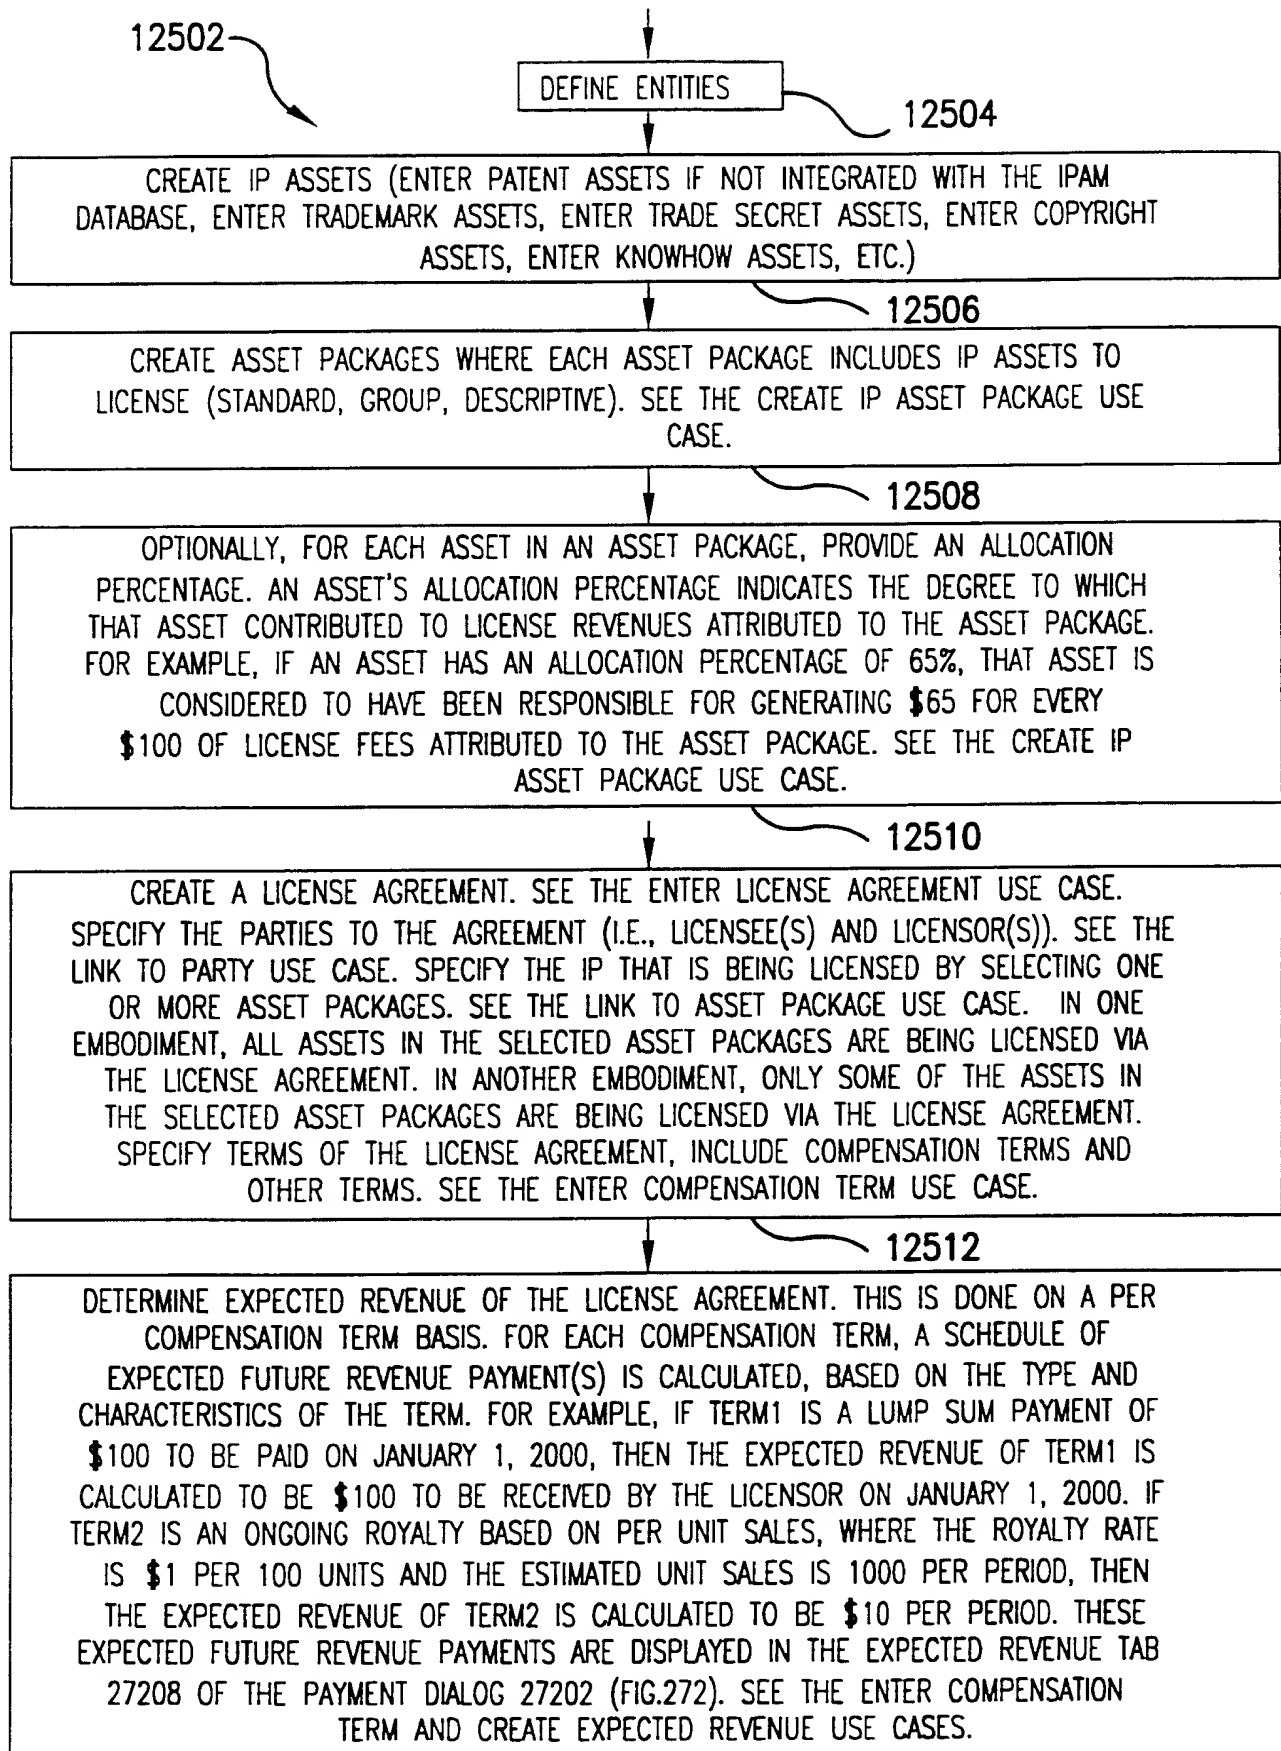 12502
DEFINE ENTITIES
12504
CREATE IP ASSETS (ENTER PATENT ASSETS IF NOT INTEGRATED WITH THE IPAM
DATABASE, ENTER TRADEMARK ASSETS, ENTER TRADE SECRET ASSETS, ENTER COPYRIGHT
ASSETS, ENTER KNOWHOW ASSETS, ETC.)
12506
CREATE ASSET PACKAGES WHERE EACH ASSET PACKAGE INCLUDES IP ASSETS TO
LICENSE (STANDARD, GROUP, DESCRIPTIVE). SEE THE CREATE IP ASSET PACKAGE USE
CASE.
12508
OPTIONALLY, FOR EACH ASSET IN AN ASSET PACKAGE, PROVIDE AN ALLOCATION
PERCENTAGE. AN ASSET'S ALLOCATION PERCENTAGE INDICATES THE DEGREE TO WHICH
THAT ASSET CONTRIBUTED TO LICENSE REVENUES ATTRIBUTED TO THE ASSET PACKAGE.
FOR EXAMPLE, IF AN ASSET HAS AN ALLOCATION PERCENTAGE OF 65%, THAT ASSET IS
CONSIDERED TO HAVE BEEN RESPONSIBLE FOR GENERATING $65 FOR EVERY
$100 OF LICENSE FEES ATTRIBUTED TO THE ASSET PACKAGE. SEE THE CREATE IP
ASSET PACKAGE USE CASE.
12510
CREATE A LICENSE AGREEMENT. SEE THE ENTER LICENSE AGREEMENT USE CASE.
SPECIFY THE PARTIES TO THE AGREEMENT (I.E., LICENSEE(S) AND LICENSOR(S)). SEE THE
LINK TO PARTY USE CASE. SPECIFY THE IP THAT IS BEING LICENSED BY SELECTING ONE
OR MORE ASSET PACKAGES. SEE THE LINK TO ASSET PACKAGE USE CASE. IN ONE
EMBODIMENT, ALL ASSETS IN THE SELECTED ASSET PACKAGES ARE BEING LICENSED VIA
THE LICENSE AGREEMENT. IN ANOTHER EMBODIMENT, ONLY SOME OF THE ASSETS IN
THE SELECTED ASSET PACKAGES ARE BEING LICENSED VIA THE LICENSE AGREEMENT.
SPECIFY TERMS OF THE LICENSE AGREEMENT, INCLUDE COMPENSATION TERMS AND
OTHER TERMS. SEE THE ENTER COMPENSATION TERM USE CASE.
12512
DETERMINE EXPECTED REVENUE OF THE LICENSE AGREEMENT. THIS IS DONE ON A PER
COMPENSATION TERM BASIS. FOR EACH COMPENSATION TERM, A SCHEDULE OF
EXPECTED FUTURE REVENUE PAYMENT(S) IS CALCULATED, BASED ON THE TYPE AND
CHARACTERISTICS OF THE TERM. FOR EXAMPLE, IF TERM1 IS A LUMP SUM PAYMENT OF
$100 TO BE PAID ON JANUARY 1, 2000, THEN THE EXPECTED REVENUE OF TERM1 IS
CALCULATED TO BE $100 TO BE RECEIVED BY THE LICENSOR ON JANUARY 1, 2000. IF
TERM2 IS AN ONGOING ROYALTY BASED ON PER UNIT SALES, WHERE THE ROYALTY RATE
IS $1 PER 100 UNITS AND THE ESTIMATED UNIT SALES IS 1000 PER PERIOD, THEN
THE EXPECTED REVENUE OF TERM2 IS CALCULATED TO BE $10 PER PERIOD. THESE
EXPECTED FUTURE REVENUE PAYMENTS ARE DISPLAYED IN THE EXPECTED REVENUE TAB
27208 OF THE PAYMENT DIALOG 27202 (FIG.272). SEE THE ENTER COMPENSATION
TERM AND CREATE EXPECTED REVENUE USE CASES.